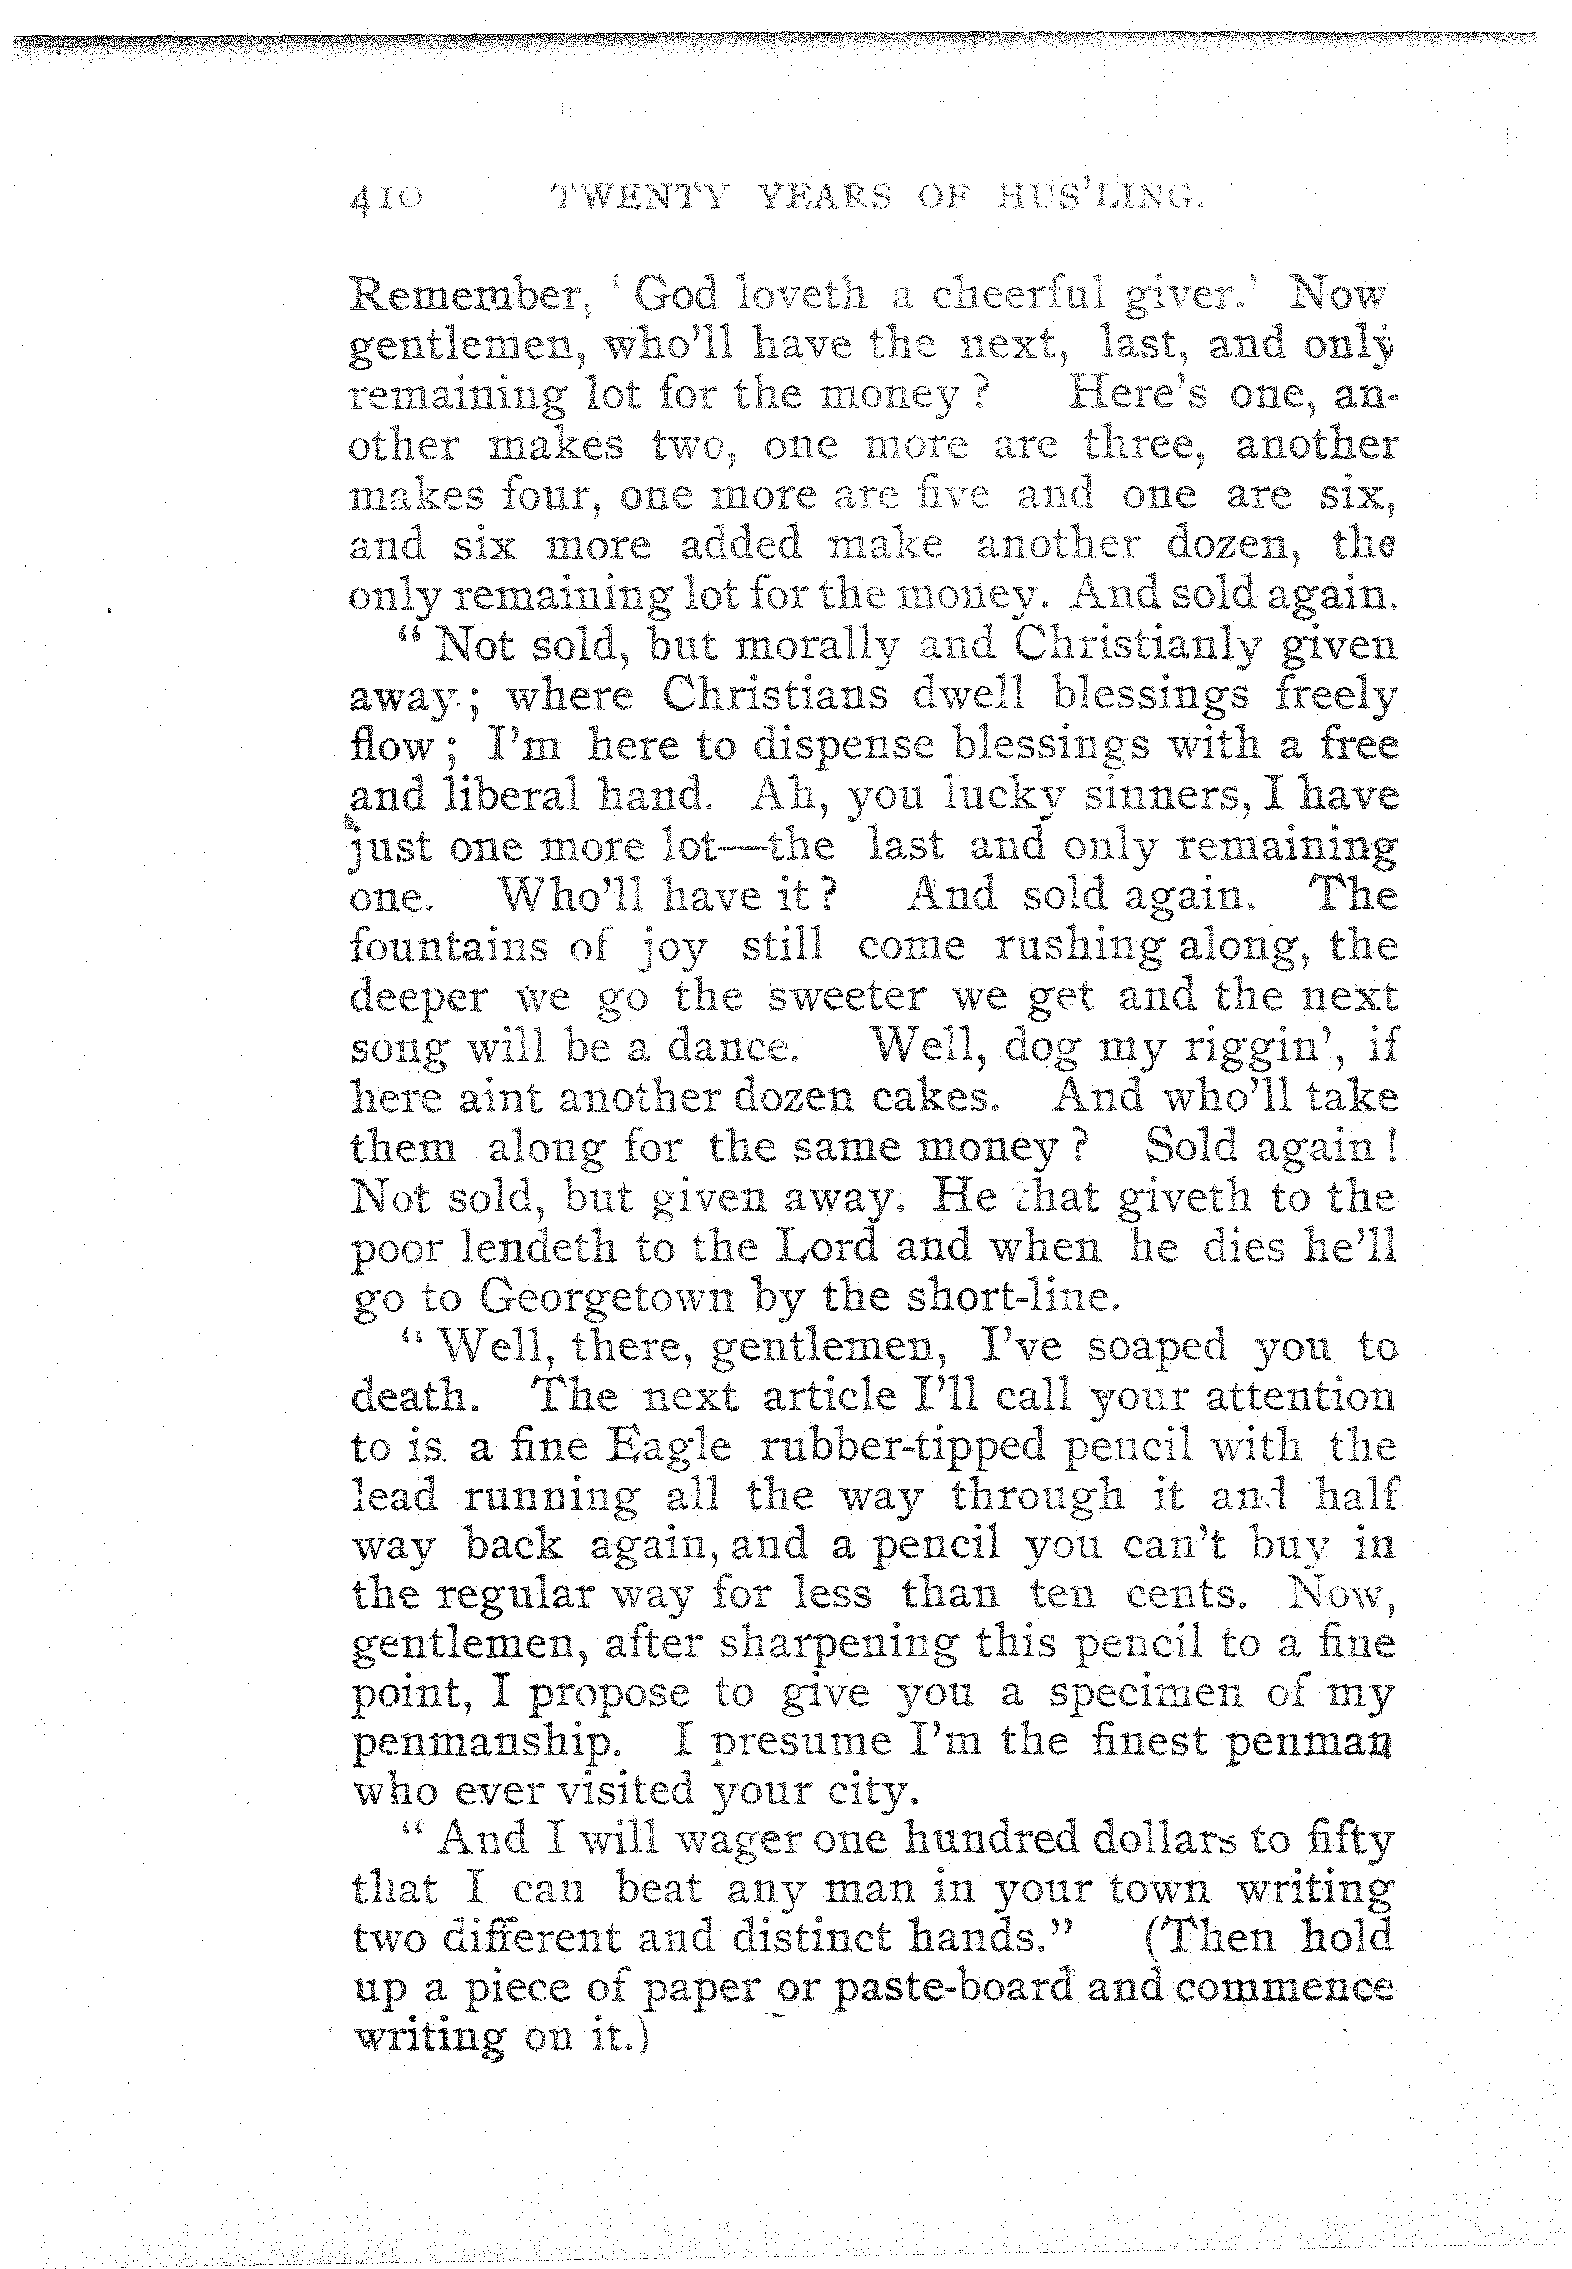 410 TWENTY YEARS OF HUS'LING.
Remember, 'God loveth a cheerful giver.' Now
gentlemen, who'll have the next, last, and only
remaining lot for the money? Here's one, an-
other makes two, one more are three, another
makes four, one more are five and one are six,
and six more added make another dozen, the
only remaining lot for the money. And sold again.
"Not sold, but morally and Christianly given
away; where Christians dwell blessings freely
flow; I'm here to dispense blessings with a free
and liberal hand. Ah, you lucky sinners, I have
just one more lot—the last and only remaining
one. Who'll have it? And sold again. The
fountains of joy still come rushing along, the
deeper we go the sweeter we get and the next
song will be a dance. Well, dog my riggin', if
here aint another dozen cakes. And who'll take
them along for the same money? Sold again!
Not sold, but given away. He that giveth to the
poor lendeth to the Lord and when he dies he'll
go to Georgetown by the short-line.
"Well, there, gentlemen, I've soaped you to
death. The next article I'll call your attention
to is a fine Eagle rubber-tipped pencil with the
lead running all the way through it and half
way back again, and a pencil you can't buy in
the regular way for less than ten cents. Now,
gentlemen, after sharpening this pencil to a fine
point, I propose to give you a specimen of my
penmanship. I presume I'm the finest penman
who ever visited your city.
"And I will wager one hundred dollars to fifty
that I can beat any man in your town writing
two different and distinct hands." (Then hold
up a piece of paper or paste-board and commence
writing on it.)